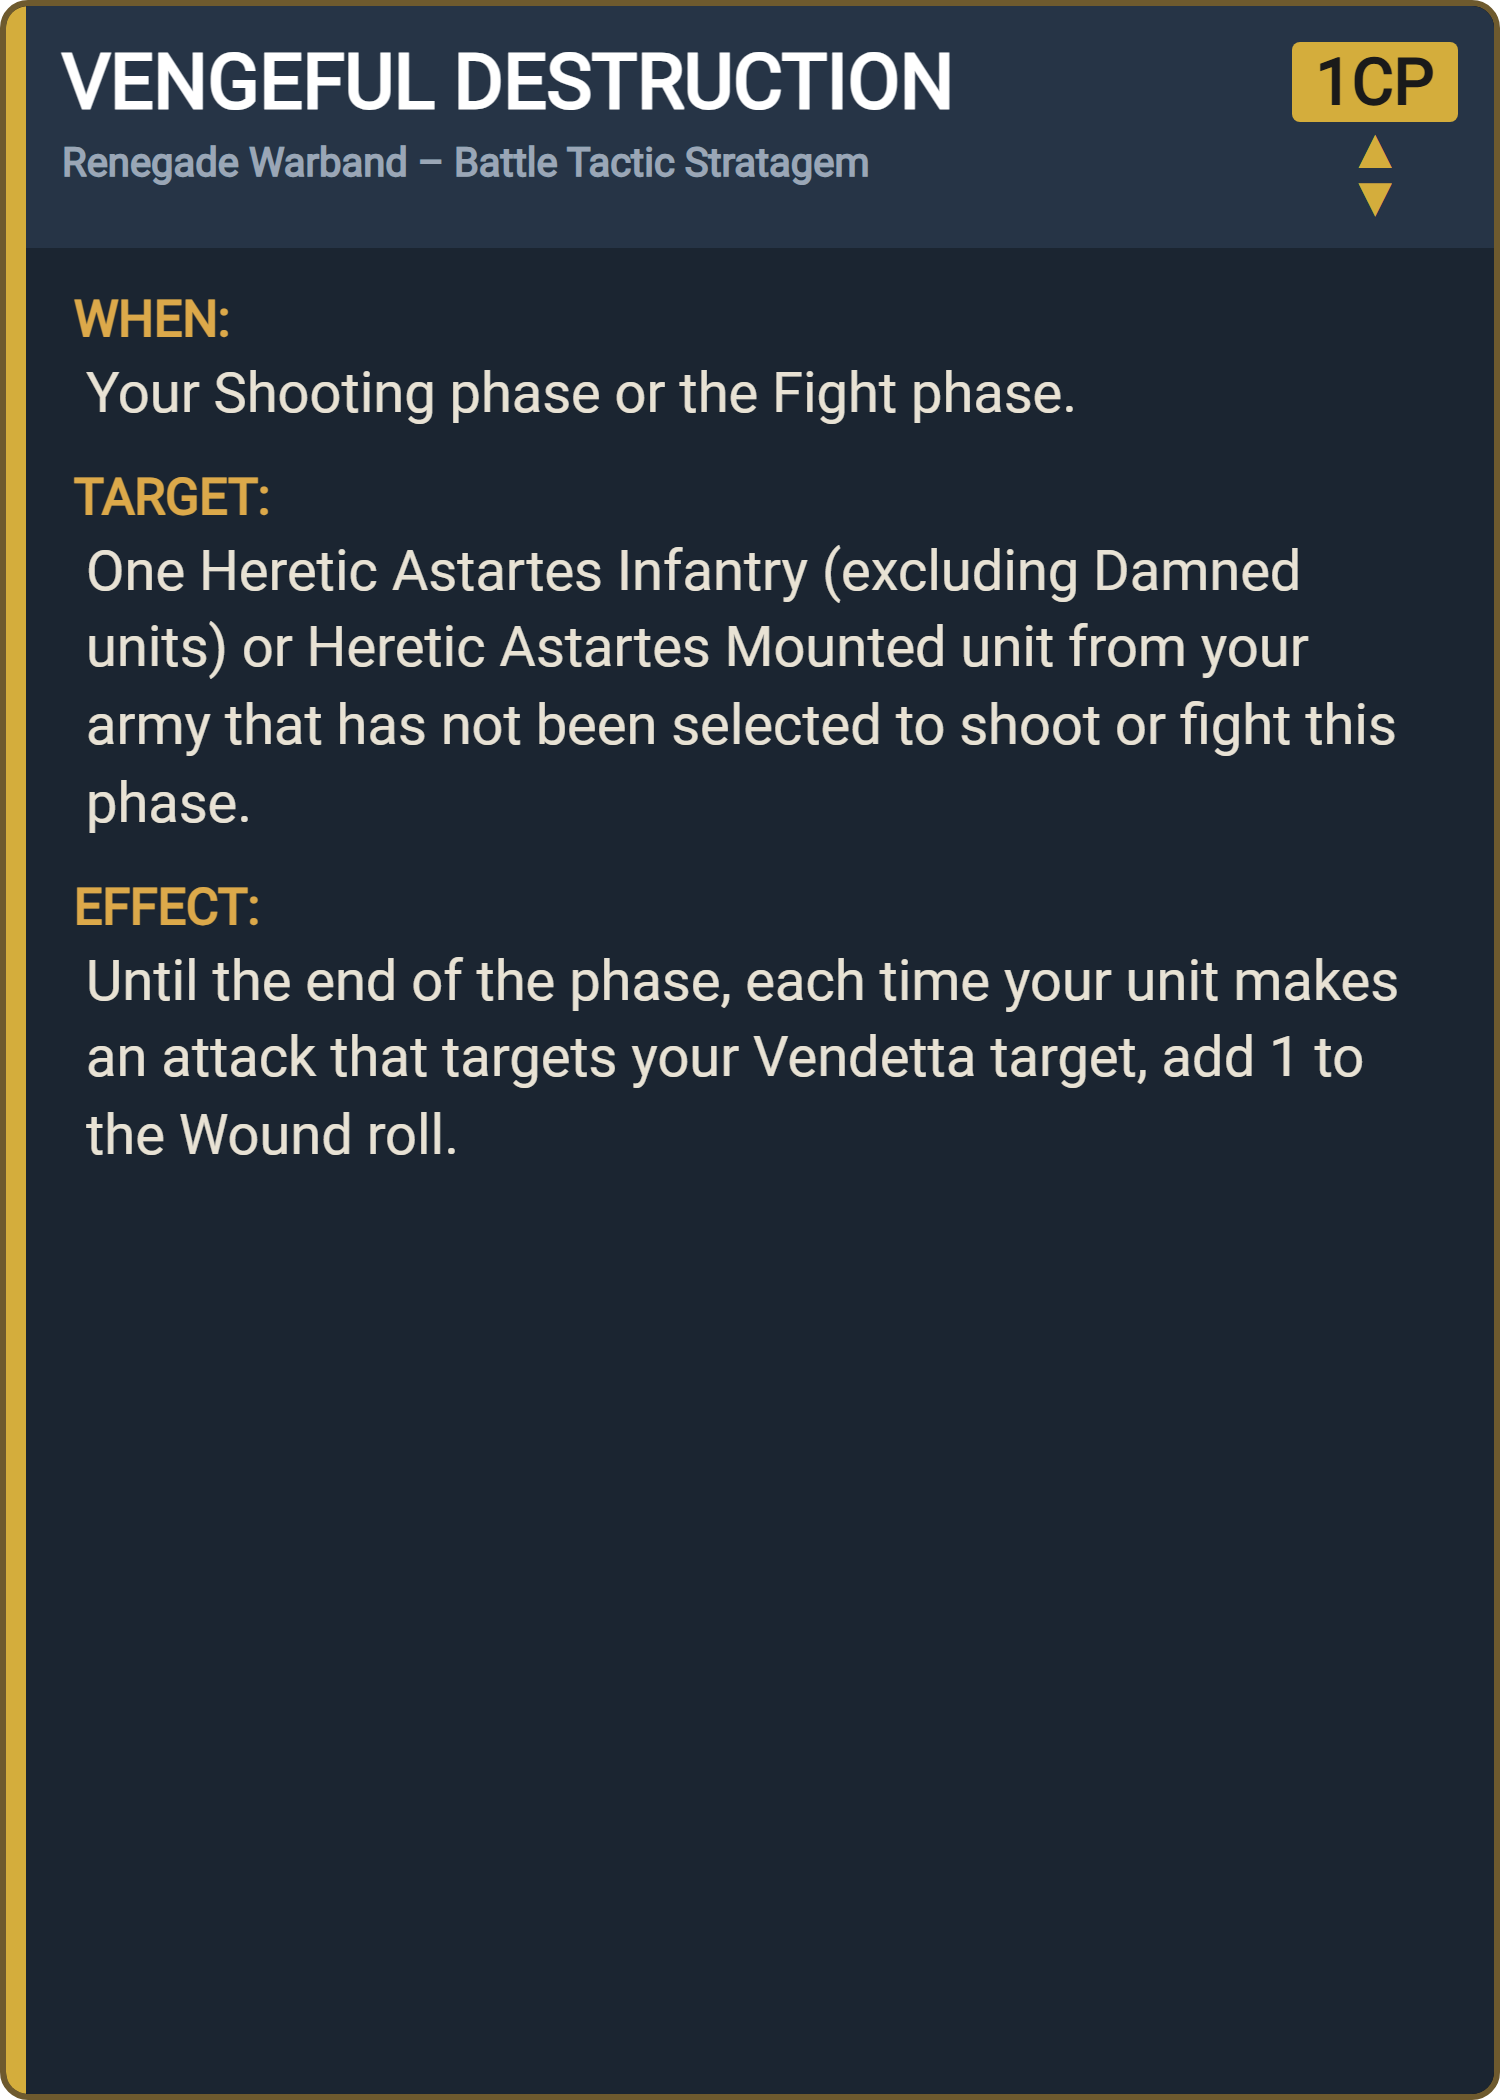 VENGEFUL DESTRUCTION
1CP
Renegade Warband – Battle Tactic Stratagem
▲
▼
WHEN:
Your Shooting phase or the Fight phase.
TARGET:
One Heretic Astartes Infantry (excluding Damned
units) or Heretic Astartes Mounted unit from your
army that has not been selected to shoot or fight this
phase.
EFFECT:
Until the end of the phase, each time your unit makes
an attack that targets your Vendetta target, add 1 to
the Wound roll.